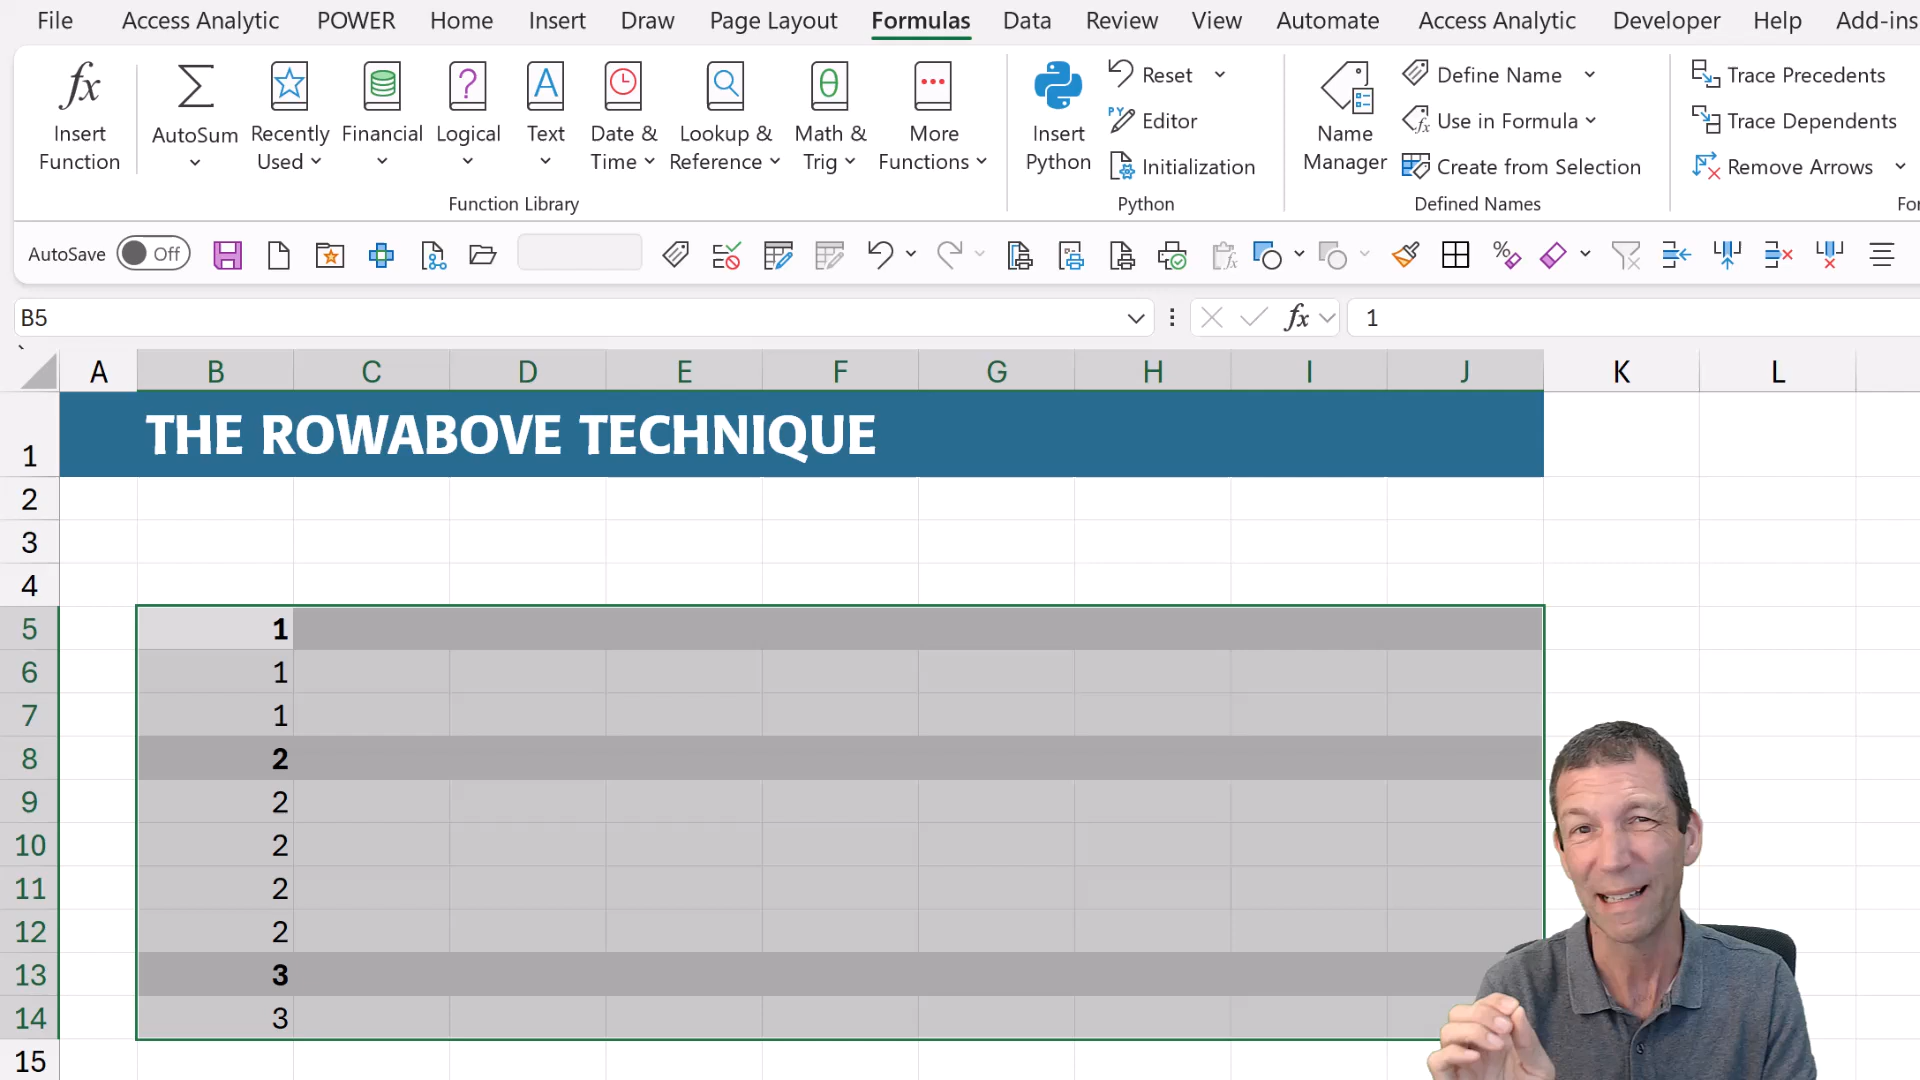 File Access Analytic POWER Home Insert Draw Page Layout Formulas Data Review View Automate Access Analytic Developer Help Add-ins
fx Insert Function
AutoSum
Recently Used
Financial
Logical
Text
Date & Time
Lookup & Reference
Math & Trig
More Functions
Function Library
Insert Python
Reset
Editor
Initialization
Python
Name Manager
Define Name
Use in Formula
Create from Selection
Defined Names
Trace Precedents
Trace Dependents
Remove Arrows
For
AutoSave Off
B5 fx 1
A B C D E F G H I J K L
1 THE ROWABOVE TECHNIQUE
2
3
4
5 1
6 1
7 1
8 2
9 2
10 2
11 2
12 2
13 3
14 3
15